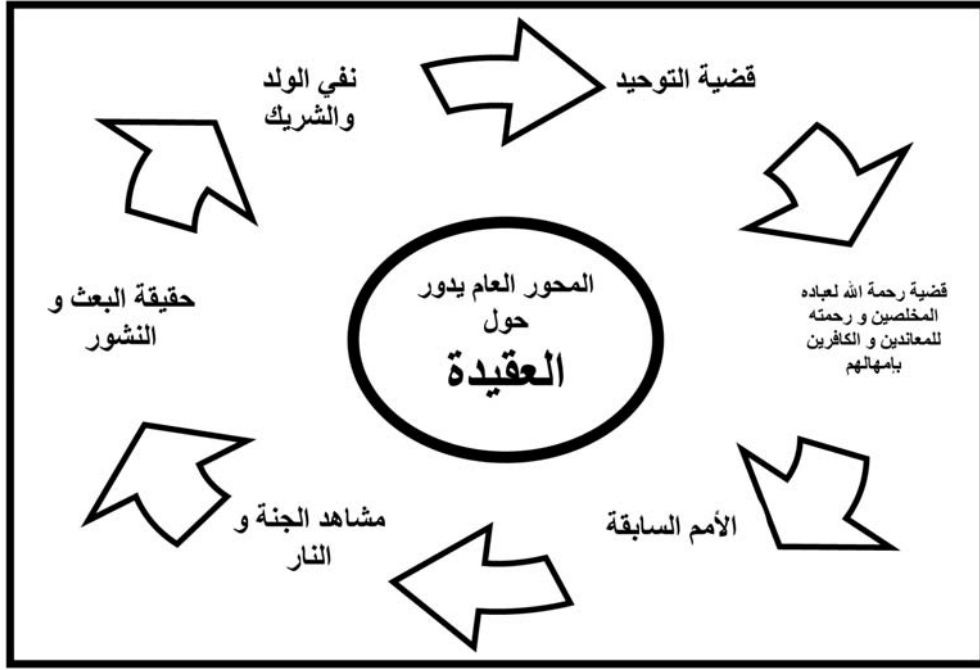 قضية التوحيد
قضية رحمة الله لعباده
المخلصين و رحمته
للمعاندين و الكافرين
بإمهالهم
الأمم السابقة
مشاهد الجنة و
النار
حقيقة البعث و
النشور
نفي الولد
والشريك
المحور العام يدور
حول
العقيدة